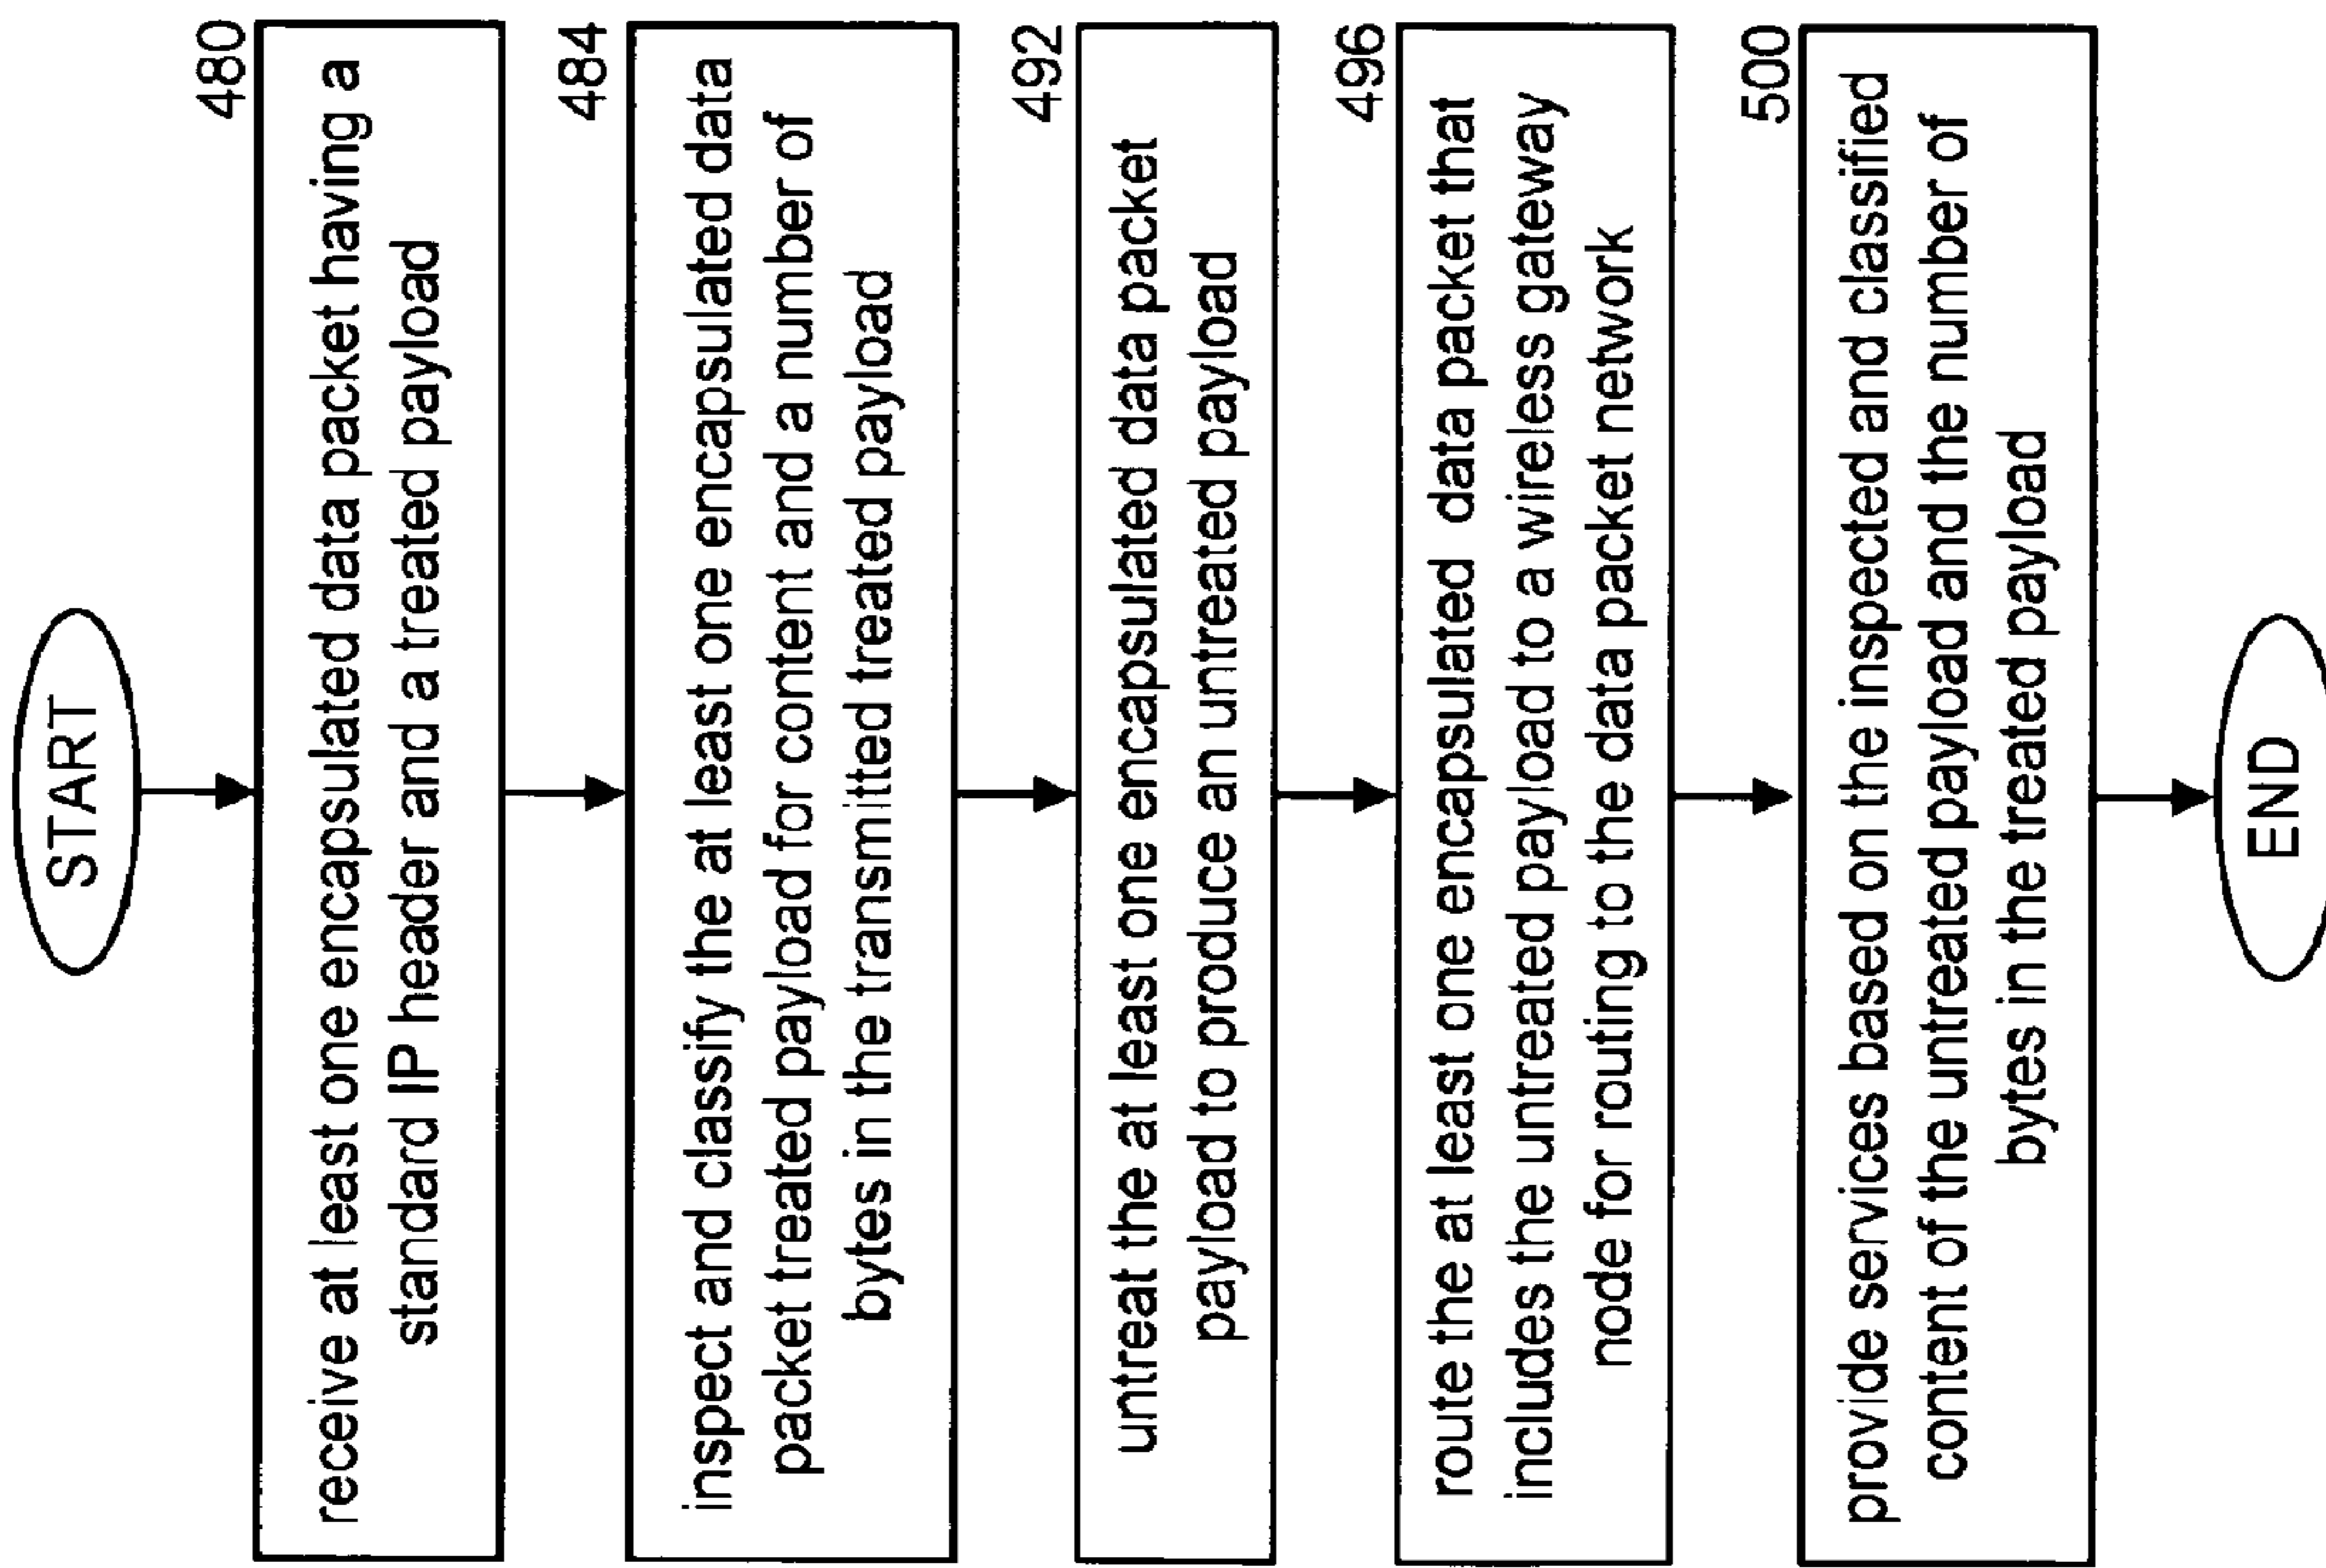 START
480
receive at least one encapsulated data packet having a
standard IP header and a treated payload
484
inspect and classify the at least one encapsulated data
packet treated payload for content and a number of
bytes in the transmitted treated payload
492
untreat the at least one encapsulated data packet
payload to produce an untreated payload
496
route the at least one encapsulated data packet that
includes the untreated payload to a wireless gateway
node for routing to the data packet network
500
provide services based on the inspected and classified
content of the untreated payload and the number of
bytes in the treated payload
END